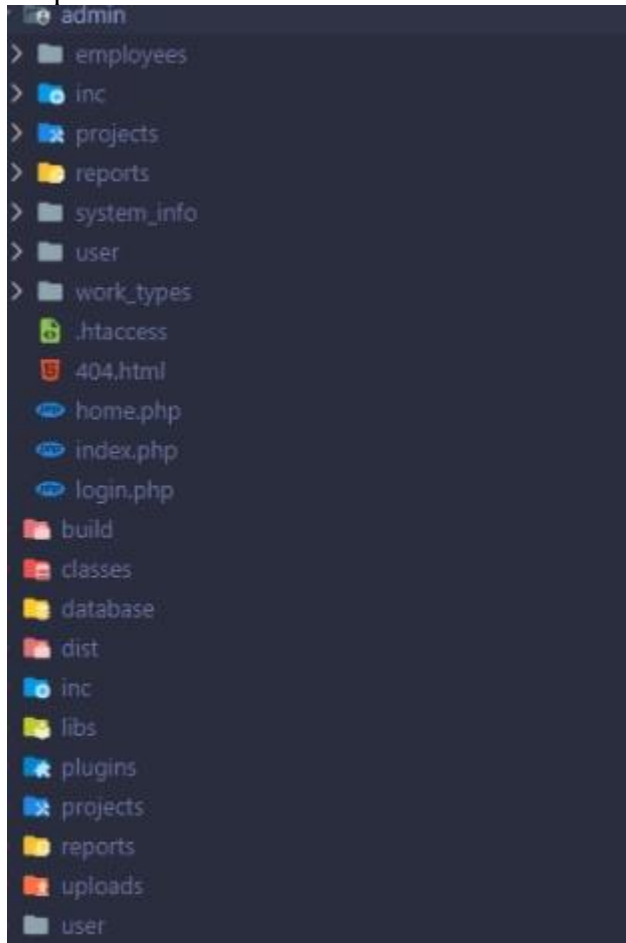 admin
employees
inc
projects
reports
system_info
user
work_types
.htaccess
404.html
home.php
index.php
login.php
build
classes
database
dist
inc
libs
plugins
projects
reports
uploads
user